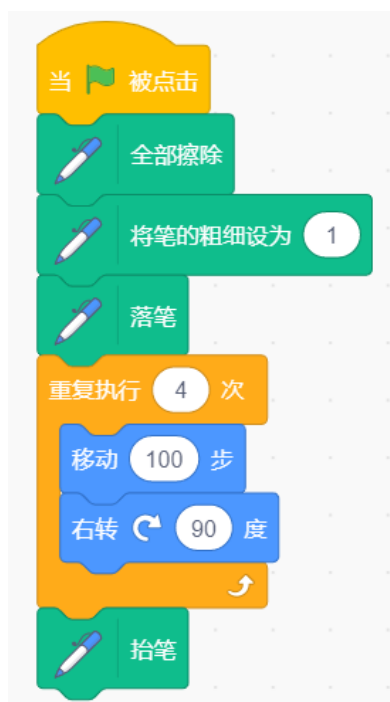 当 被点击
全部擦除
将笔的粗细设为 1
落笔
重复执行 4 次
移动 100 步
右转 90 度
抬笔